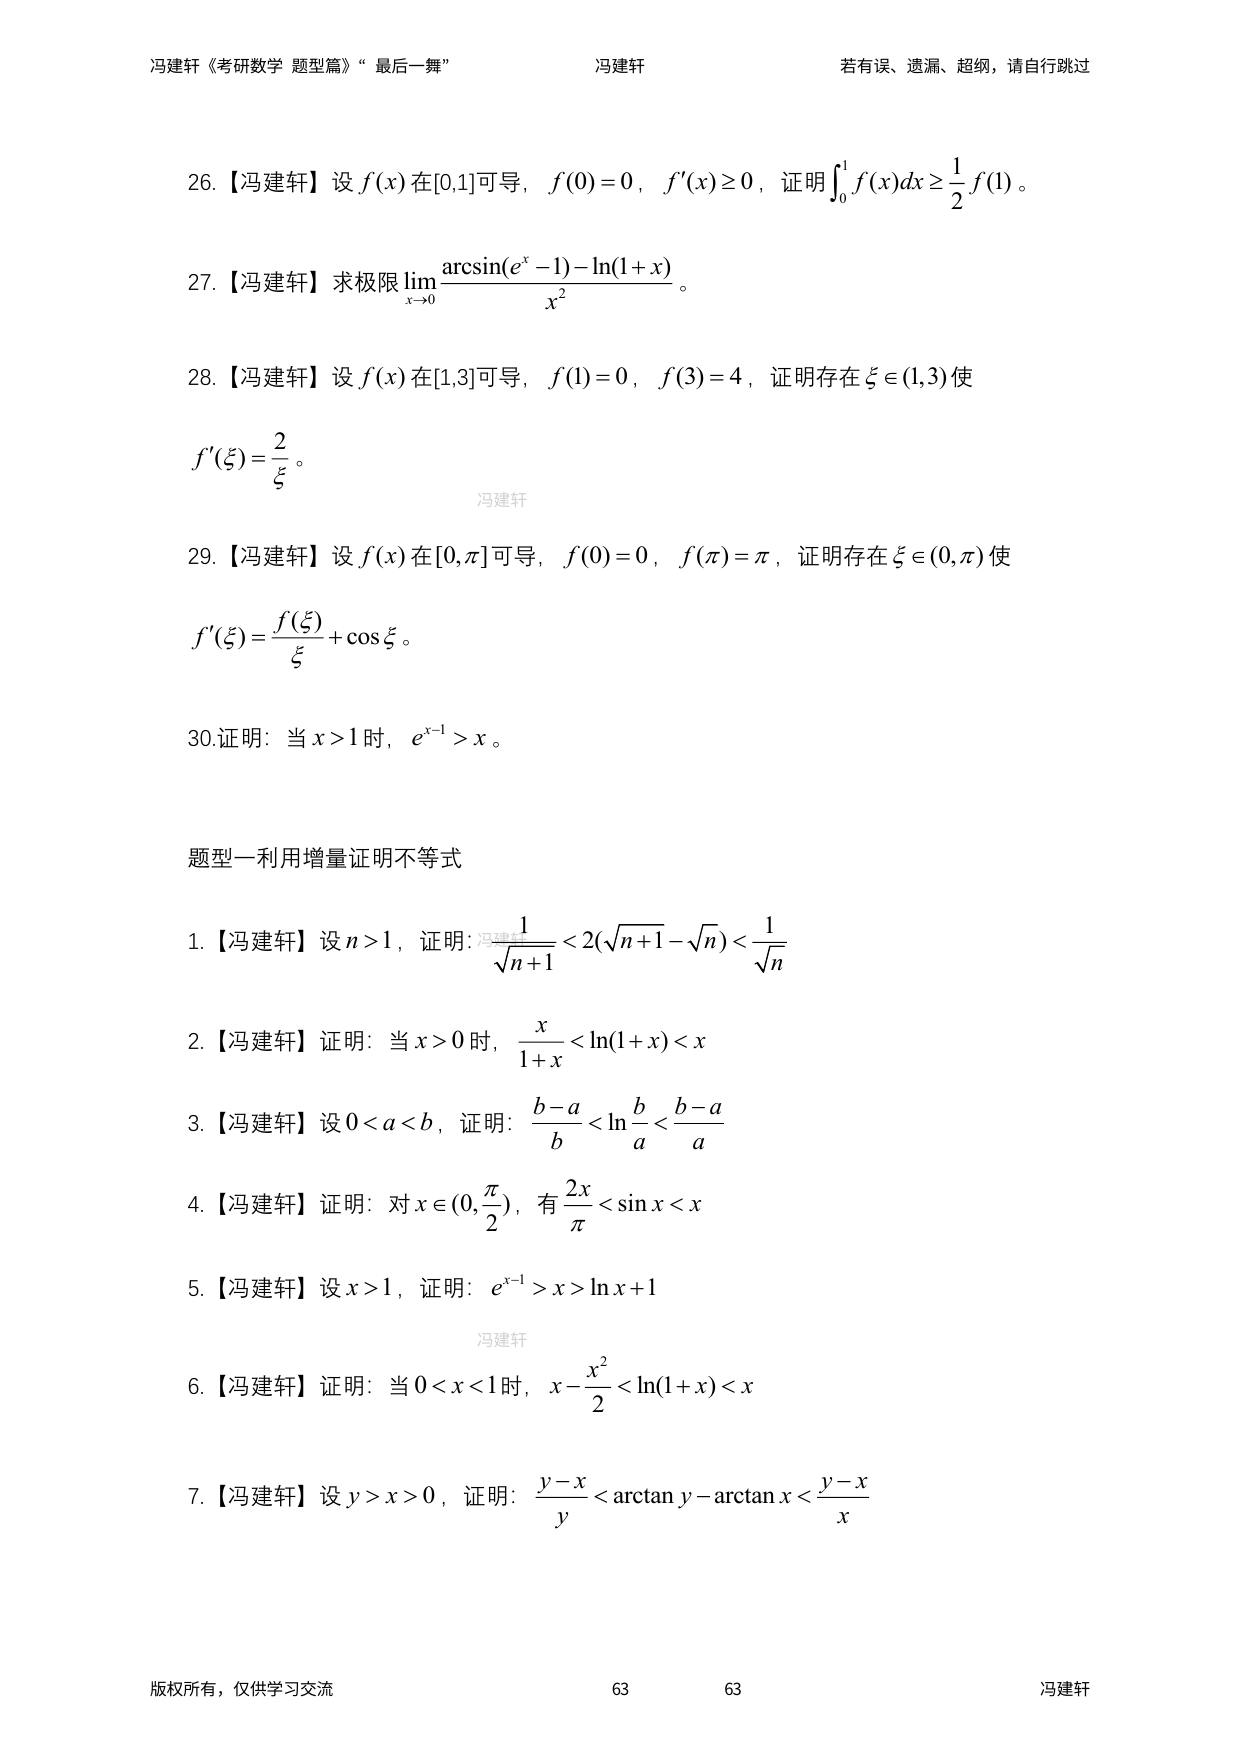 冯建轩《考研数学 题型篇》“ 最后一舞” 冯建轩 若有误、遗漏、超纲，请自行跳过
26.【冯建轩】设 f(x) 在[0,1]可导， f(0)=0， f′(x)≥0，证明∫₀¹ f(x)dx ≥ 1/2 f(1) 。
27.【冯建轩】求极限 lim_{x→0} (arcsin(e^x −1)−ln(1+x))/x² 。
28.【冯建轩】设 f(x) 在[1,3]可导， f(1)=0， f(3)=4，证明存在 ξ∈(1,3) 使
f′(ξ)=2/ξ 。
冯建轩
29.【冯建轩】设 f(x) 在[0,π]可导， f(0)=0， f(π)=π，证明存在 ξ∈(0,π) 使
f′(ξ)=f(ξ)/ξ+cosξ 。
30.证明：当 x>1 时， e^{x−1}>x 。
题型一利用增量证明不等式
1.【冯建轩】设 n>1，证明： 1/√(n+1) < 2(√(n+1)−√n) < 1/√n
冯建轩
2.【冯建轩】证明：当 x>0 时， x/(1+x) < ln(1+x) < x
3.【冯建轩】设 0<a<b，证明： (b−a)/b < ln b/a < (b−a)/a
4.【冯建轩】证明：对 x∈(0,π/2)，有 2x/π < sin x < x
5.【冯建轩】设 x>1，证明： e^{x−1} > x > ln x+1
冯建轩
6.【冯建轩】证明：当 0<x<1 时， x−x²/2 < ln(1+x) < x
7.【冯建轩】设 y>x>0，证明： (y−x)/y < arctan y−arctan x < (y−x)/x
版权所有，仅供学习交流 63 63 冯建轩